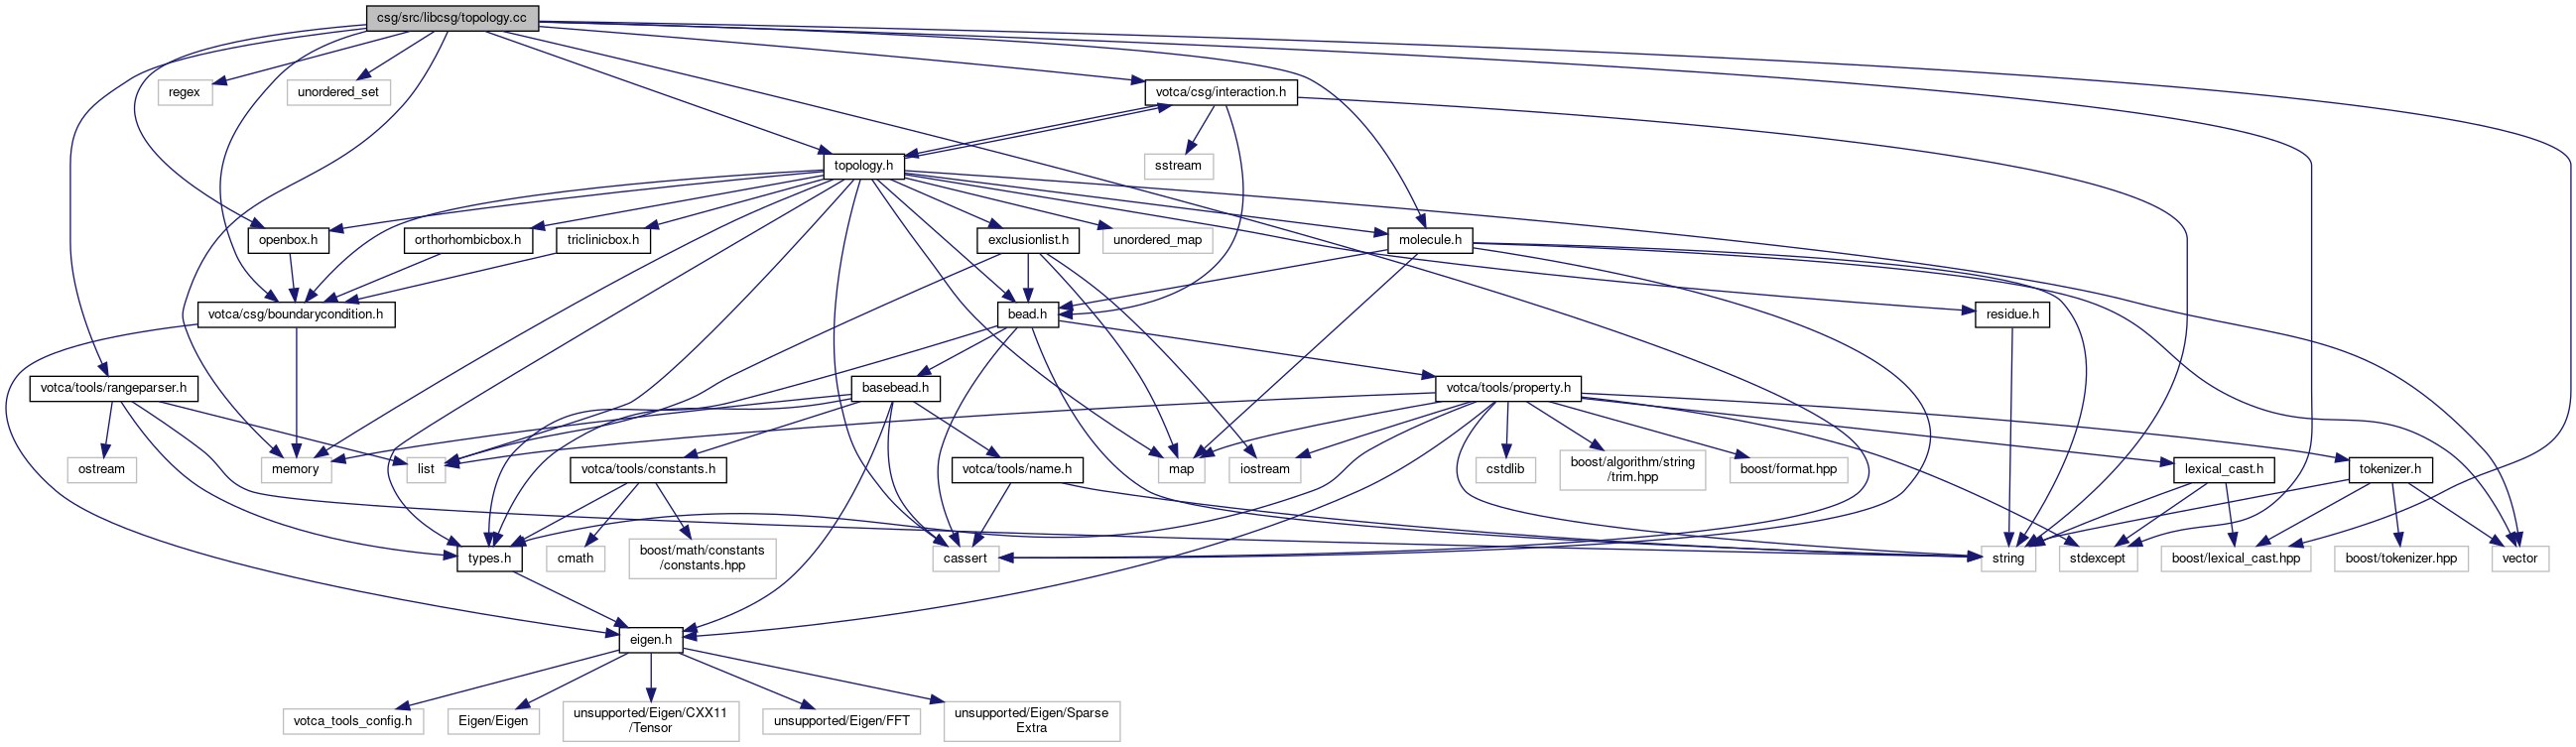 csg/src/libcsg/topology.cc
regex
unordered_set
votca/csg/interaction.h
topology.h
sstream
openbox.h
orthorhombicbox.h
triclinicbox.h
exclusionlist.h
unordered_map
molecule.h
votca/csg/boundarycondition.h
bead.h
residue.h
votca/tools/rangeparser.h
basebead.h
votca/tools/property.h
ostream
memory
list
votca/tools/constants.h
votca/tools/name.h
map
iostream
cstdlib
boost/algorithm/string
/trim.hpp
boost/format.hpp
lexical_cast.h
tokenizer.h
types.h
cmath
boost/math/constants
/constants.hpp
cassert
string
stdexcept
boost/lexical_cast.hpp
boost/tokenizer.hpp
vector
eigen.h
votca_tools_config.h
Eigen/Eigen
unsupported/Eigen/CXX11
/Tensor
unsupported/Eigen/FFT
unsupported/Eigen/Sparse
Extra